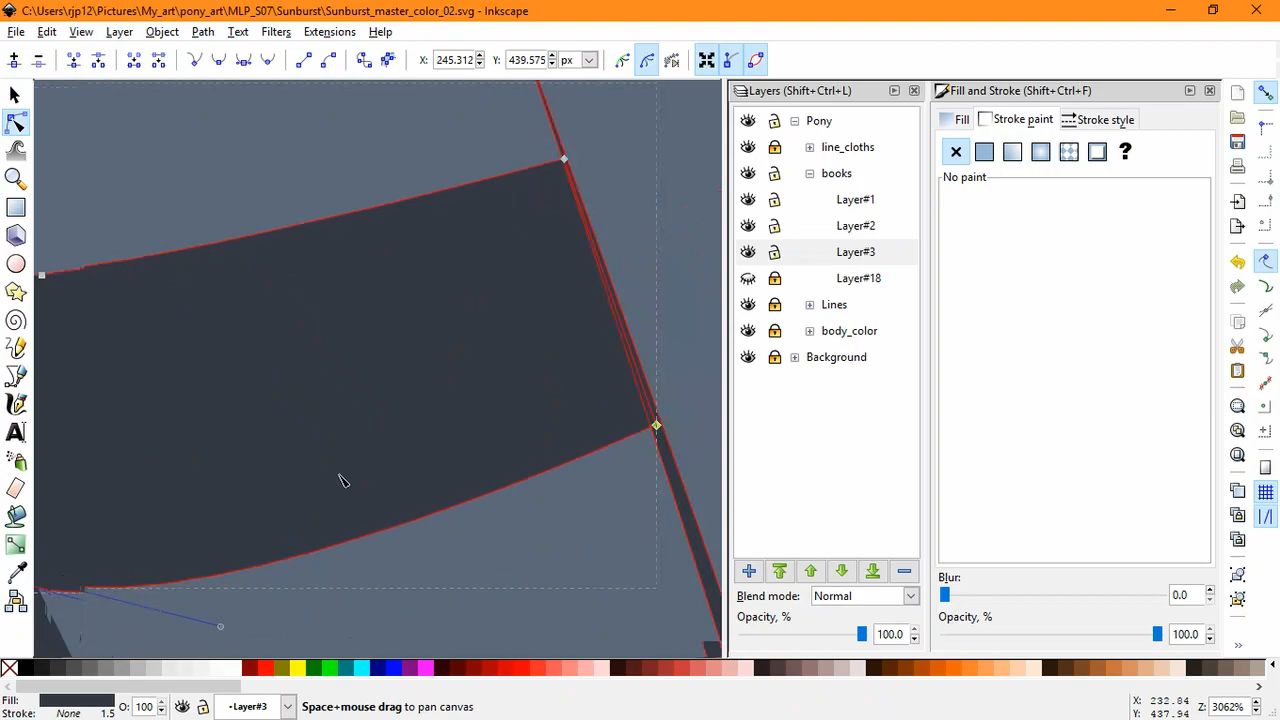 C:\Users\rjp12\Pictures\My_art\pony_art\MLP_S07\Sunburst\Sunburst_master_color_02.svg - Inkscape
File Edit View Layer Object Path Text Filters Extensions Help
X: 245.312 Y: 439.575 px
Layers (Shift+Ctrl+L)
Fill and Stroke (Shift+Ctrl+F)
Pony
line_cloths
books
Layer#1
Layer#2
Layer#3
Layer#18
Lines
body_color
Background
Fill Stroke paint Stroke style
?
No paint
Blend mode: Normal
Opacity, %
100.0
Blur:
0.0
Opacity, %
100.0
Fill:
Stroke: None 1.5
O: 100
•Layer#3
Space+mouse drag to pan canvas
X: 232.84
Y: 437.94
Z: 3062%